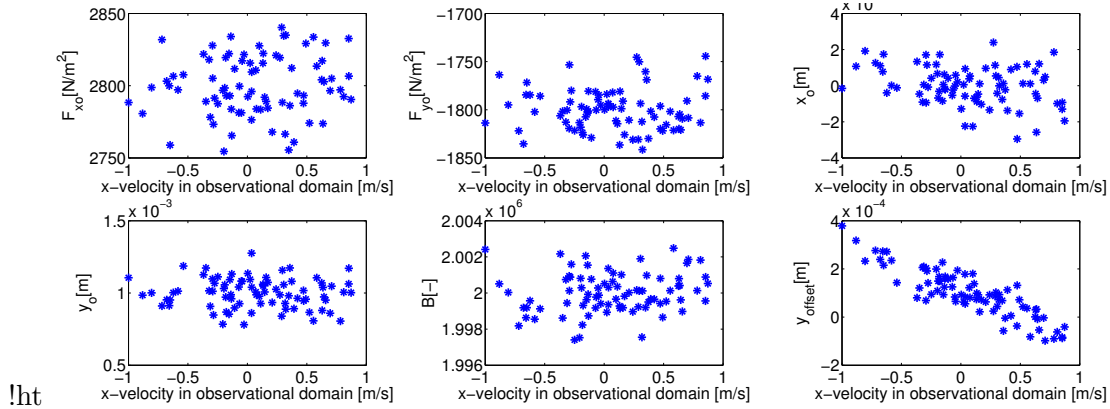 2850
2800
2750
F_xo[N/m^2]
−1 −0.5 0 0.5 1
x−velocity in observational domain [m/s]
−1700
−1750
−1800
−1850
F_yo[N/m^2]
−1 −0.5 0 0.5 1
x−velocity in observational domain [m/s]
4
2
0
−2
−4
x_o[m]
−1 −0.5 0 0.5 1
x−velocity in observational domain [m/s]
x 10^−3
1.5
1
0.5
y_o[m]
−1 −0.5 0 0.5 1
x−velocity in observational domain [m/s]
x 10^6
2.004
2.002
2
1.998
1.996
B[−]
−1 −0.5 0 0.5 1
x−velocity in observational domain [m/s]
x 10^−4
4
2
0
−2
y_offset[m]
−1 −0.5 0 0.5 1
x−velocity in observational domain [m/s]
!ht